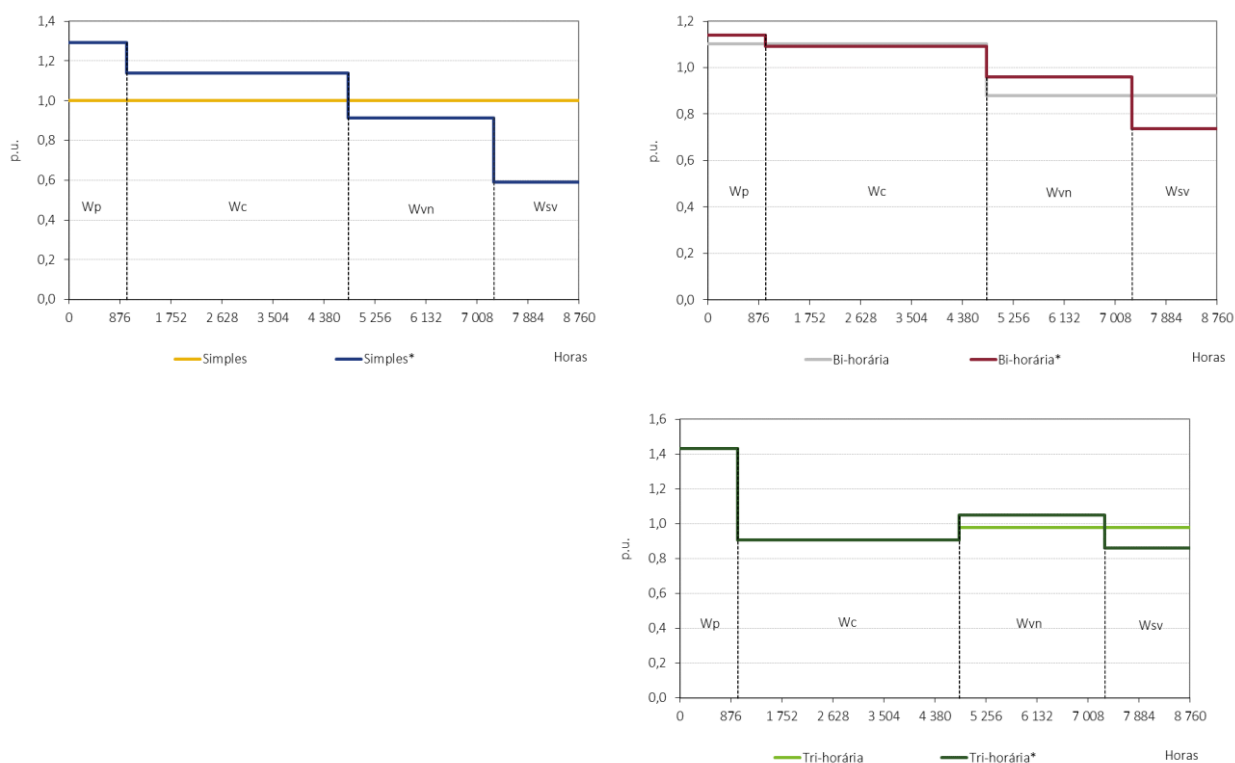 1,4
1,2
1,0
0,8
0,6
0,4
0,2
0,0
p.u.
Wp
Wc
Wvn
Wsv
0 876 1 752 2 628 3 504 4 380 5 256 6 132 7 008 7 884 8 760
Simples Simples* Horas
1,2
1,0
0,8
0,6
0,4
0,2
0,0
p.u.
Wp
Wc
Wvn
Wsv
0 876 1 752 2 628 3 504 4 380 5 256 6 132 7 008 7 884 8 760
Bi-horária Bi-horária* Horas
1,6
1,4
1,2
1,0
0,8
0,6
0,4
0,2
0,0
p.u.
Wp
Wc
Wvn
Wsv
0 876 1 752 2 628 3 504 4 380 5 256 6 132 7 008 7 884 8 760
Tri-horária Tri-horária* Horas